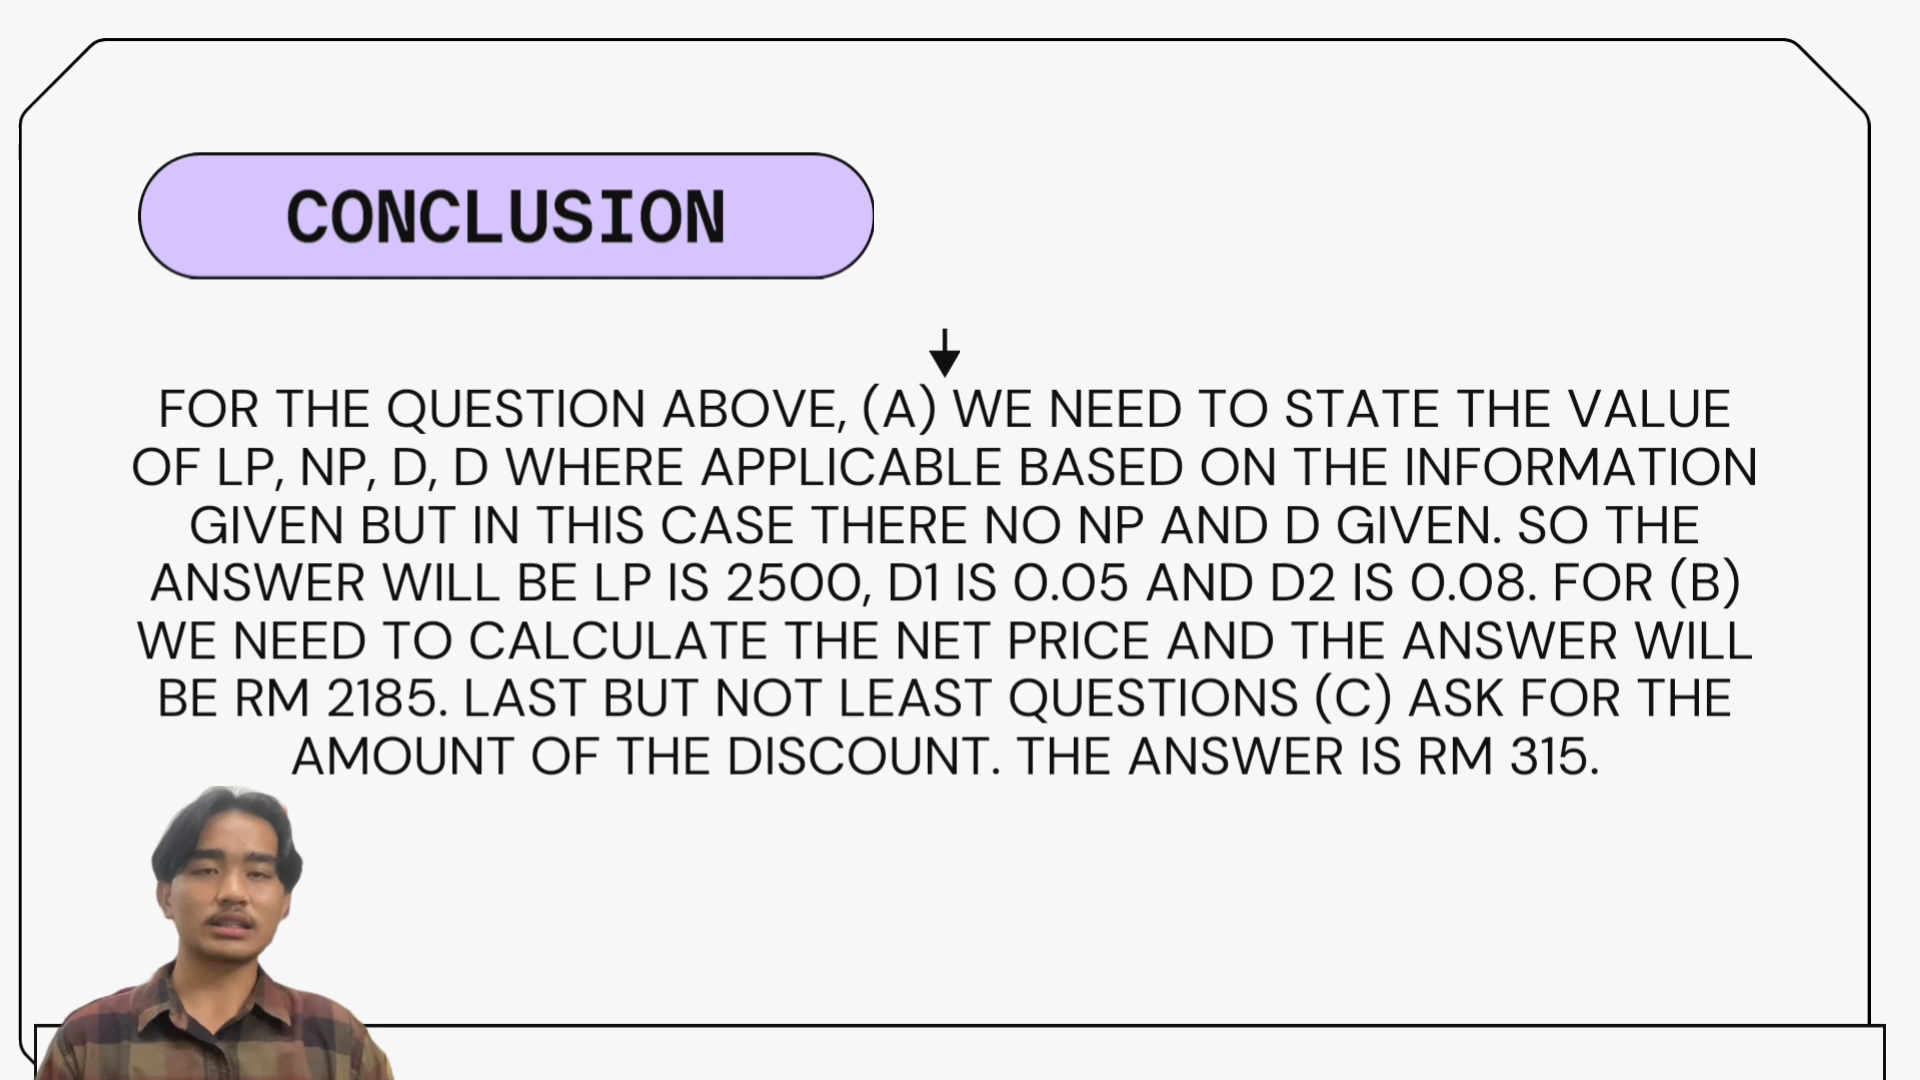 CONCLUSION
FOR THE QUESTION ABOVE, (A) WE NEED TO STATE THE VALUE
OF LP, NP, D, D WHERE APPLICABLE BASED ON THE INFORMATION
GIVEN BUT IN THIS CASE THERE NO NP AND D GIVEN. SO THE
ANSWER WILL BE LP IS 2500, D1 IS 0.05 AND D2 IS 0.08. FOR (B)
WE NEED TO CALCULATE THE NET PRICE AND THE ANSWER WILL
BE RM 2185. LAST BUT NOT LEAST QUESTIONS (C) ASK FOR THE
AMOUNT OF THE DISCOUNT. THE ANSWER IS RM 315.